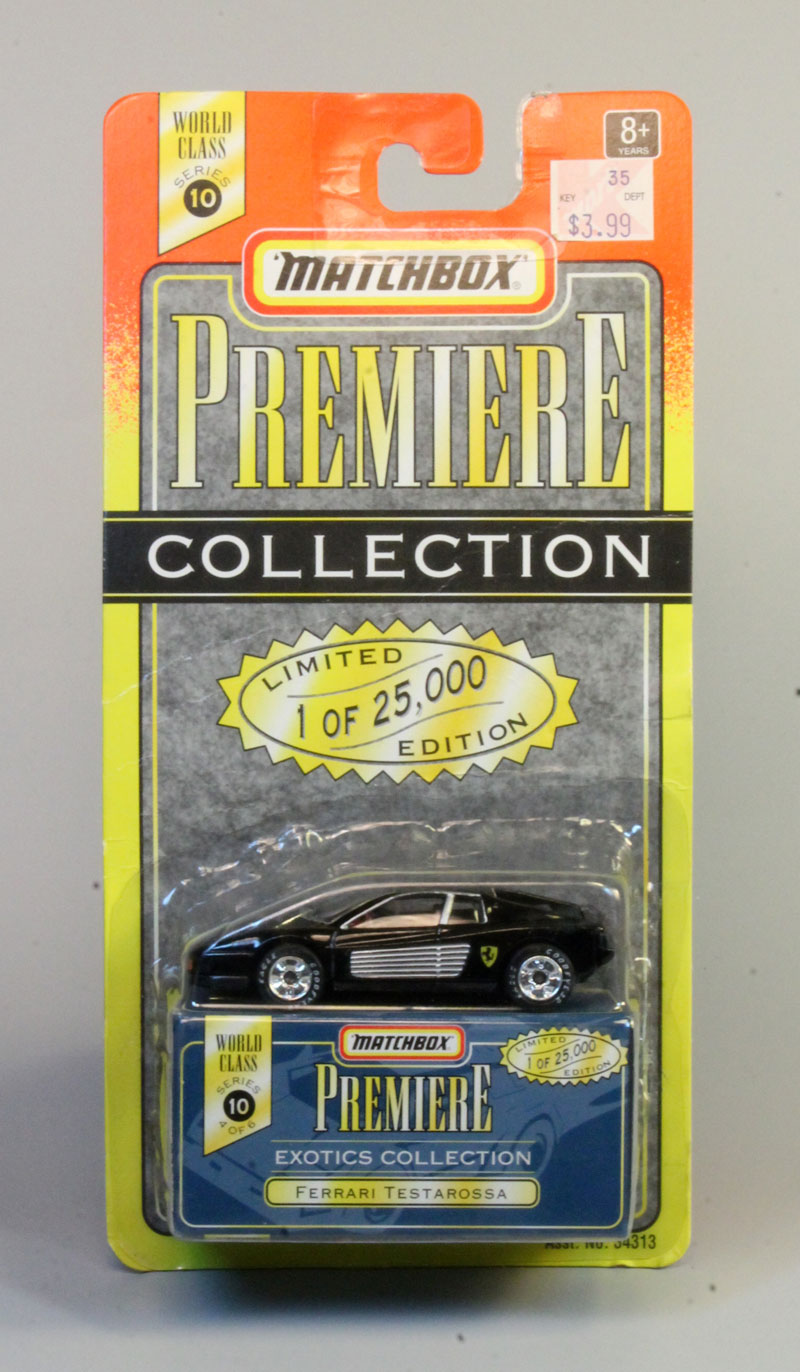 WORLD
CLASS
SERIES
10
8+
YEARS
35
KEY DEPT
$3.99
MATCHBOX®
PREMIERE
COLLECTION
LIMITED
1 OF 25,000
EDITION
WORLD
CLASS
SERIES
10
4 OF 6
MATCHBOX
PREMIERE
EXOTICS COLLECTION
FERRARI TESTAROSSA
LIMITED
1 OF 25,000
EDITION
Asst. No. 34313